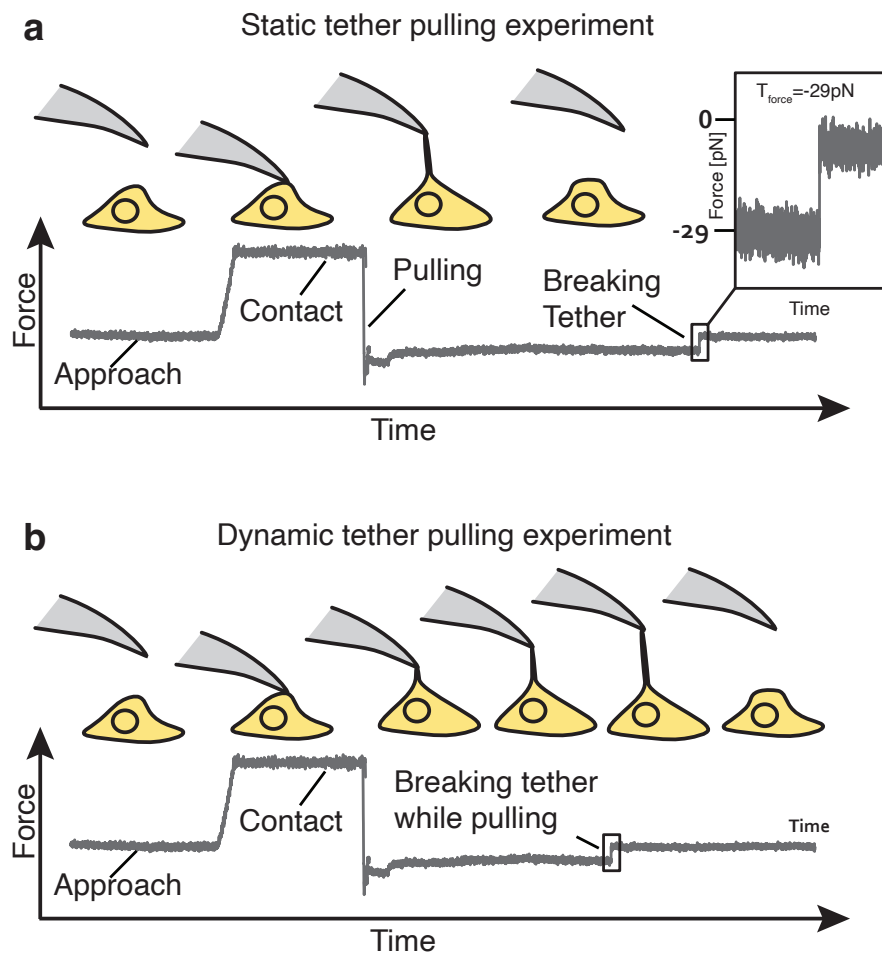 a
Static tether pulling experiment
T_force=-29pN
0
Force [pN]
-29
Pulling
Contact
Breaking
Tether
Time
Force
Approach
Time
b
Dynamic tether pulling experiment
Breaking tether
while pulling
Contact
Time
Force
Approach
Time